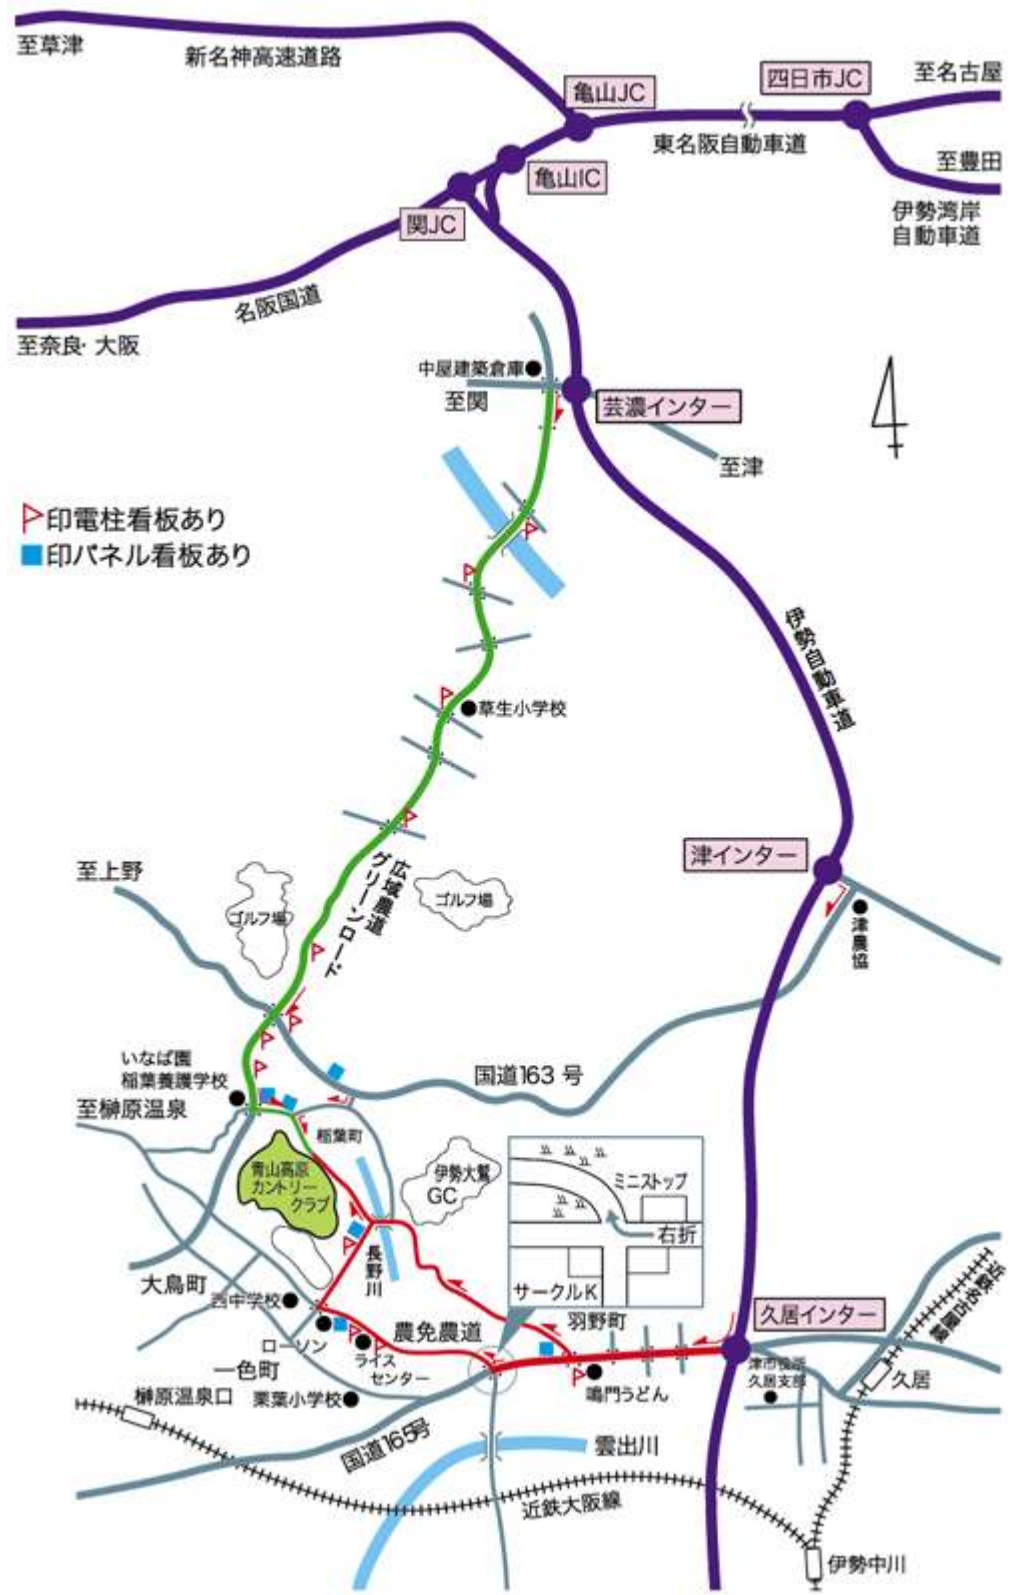 至草津
新名神高速道路
亀山JC
四日市JC
至名古屋
東名阪自動車道
至豊田
亀山IC
伊勢湾岸
自動車道
関JC
名阪国道
至奈良・大阪
中屋建築倉庫
至関
芸濃インター
至津
印電柱看板あり
印パネル看板あり
伊勢自動車道
草生小学校
津インター
至上野
広域農道
グリーンロード
ゴルフ場
ゴルフ場
津農協
いなば園
稲葉養護学校
国道163号
至榊原温泉
稲葉町
青山高原
カントリー
クラブ
伊勢大鷲
GC
ミニストップ
右折
サークルK
長野川
大鳥町
西中学校
ローソン
農免農道
羽野町
久居インター
近鉄名古屋線
ライス
センター
一色町
津市役所
久居支部
久居
榊原温泉口
栗葉小学校
鳴門うどん
国道165号
雲出川
近鉄大阪線
伊勢中川